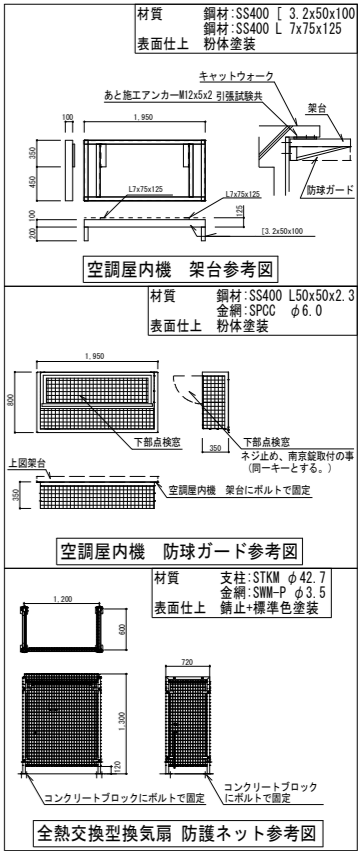 材質 鋼材:SS400 [ 3.2x50x100
鋼材:SS400 L 7x75x125
表面仕上 粉体塗装
キャットウォーク
あと施工アンカーM12x5x2 引張試験共
架台
100
1,950
350
450
防球ガード
L7x75x125
L7x75x125
100
200
125
[3.2x50x100
空調屋内機 架台参考図
材質 鋼材:SS400 L50x50x2.3
金網:SPCC φ6.0
表面仕上 粉体塗装
1,950
800
下部点検窓
350
下部点検窓
ネジ止め、南京錠取付の事
(同一キーとする。)
上図架台
350
空調屋内機 架台にボルトで固定
空調屋内機 防球ガード参考図
材質 支柱:STKM φ42.7
金網:SWM-P φ3.5
表面仕上 錆止+標準色塗装
1,200
600
720
1,300
120
コンクリートブロックにボルトで固定
コンクリートブロック
にボルトで固定
全熱交換型換気扇 防護ネット参考図